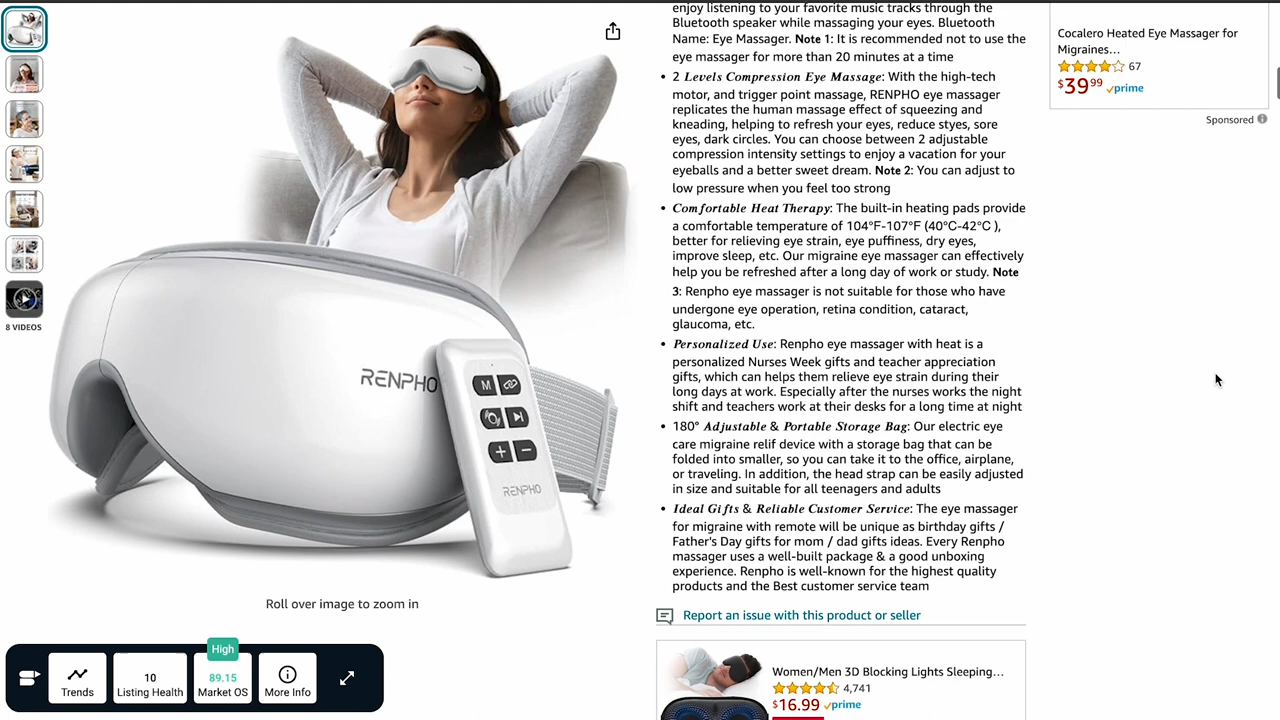 enjoy listening to your favorite music tracks through the
Bluetooth speaker while massaging your eyes. Bluetooth
Name: Eye Massager. Note 1: It is recommended not to use the
eye massager for more than 20 minutes at a time
• 2 Levels Compression Eye Massage: With the high-tech
motor, and trigger point massage, RENPHO eye massager
replicates the human massage effect of squeezing and
kneading, helping to refresh your eyes, reduce styes, sore
eyes, dark circles. You can choose between 2 adjustable
compression intensity settings to enjoy a vacation for your
eyeballs and a better sweet dream. Note 2: You can adjust to
low pressure when you feel too strong
• Comfortable Heat Therapy: The built-in heating pads provide
a comfortable temperature of 104°F-107°F (40°C-42°C ),
better for relieving eye strain, eye puffiness, dry eyes,
improve sleep, etc. Our migraine eye massager can effectively
help you be refreshed after a long day of work or study. Note
3: Renpho eye massager is not suitable for those who have
undergone eye operation, retina condition, cataract,
glaucoma, etc.
• Personalized Use: Renpho eye massager with heat is a
personalized Nurses Week gifts and teacher appreciation
gifts, which can helps them relieve eye strain during their
long days at work. Especially after the nurses works the night
shift and teachers work at their desks for a long time at night
• 180° Adjustable & Portable Storage Bag: Our electric eye
care migraine relif device with a storage bag that can be
folded into smaller, so you can take it to the office, airplane,
or traveling. In addition, the head strap can be easily adjusted
in size and suitable for all teenagers and adults
• Ideal Gifts & Reliable Customer Service: The eye massager
for migraine with remote will be unique as birthday gifts /
Father's Day gifts for mom / dad gifts ideas. Every Renpho
massager uses a well-built package & a good unboxing
experience. Renpho is well-known for the highest quality
products and the Best customer service team
Report an issue with this product or seller
Women/Men 3D Blocking Lights Sleeping...
4,741
$16.99 prime
Cocalero Heated Eye Massager for
Migraines...
67
$39.99 prime
Sponsored
8 VIDEOS
RENPHO
M
RENPHO
Roll over image to zoom in
High
Trends
10
Listing Health
89.15
Market OS
More Info